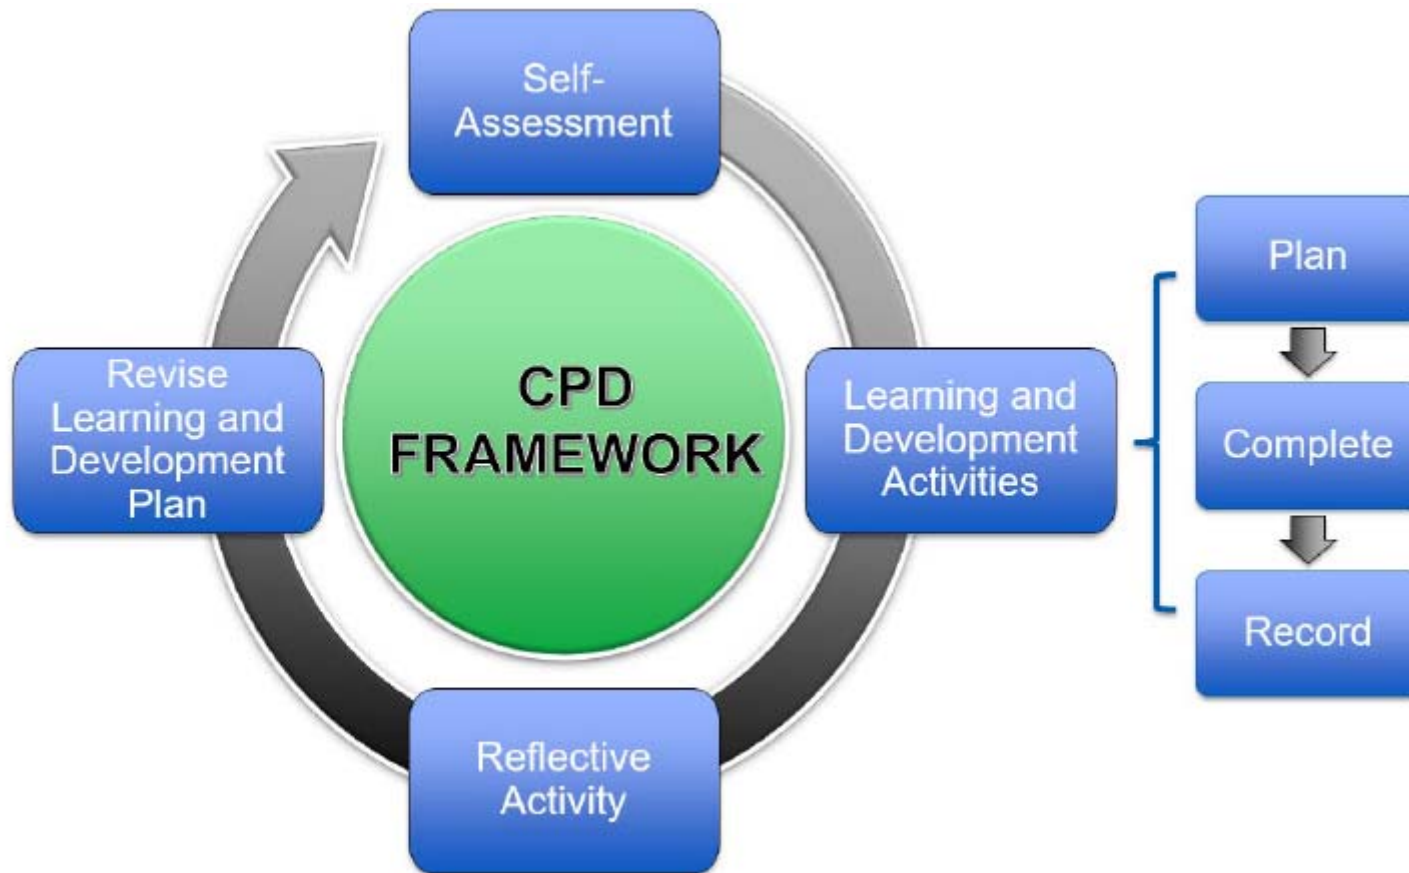 Self-
Assessment
Plan
Revise
Learning and
Development
Plan
CPD
FRAMEWORK
Learning and
Development
Activities
Complete
Record
Reflective
Activity